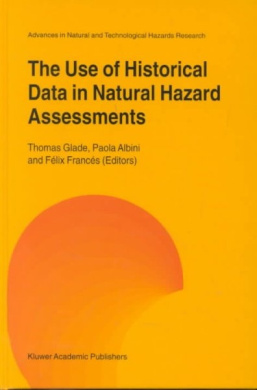 Advances in Natural and Technological Hazards Research
The Use of Historical
Data in Natural Hazard
Assessments
Thomas Glade, Paola Albini
and Félix Francés (Editors)
Kluwer Academic Publishers